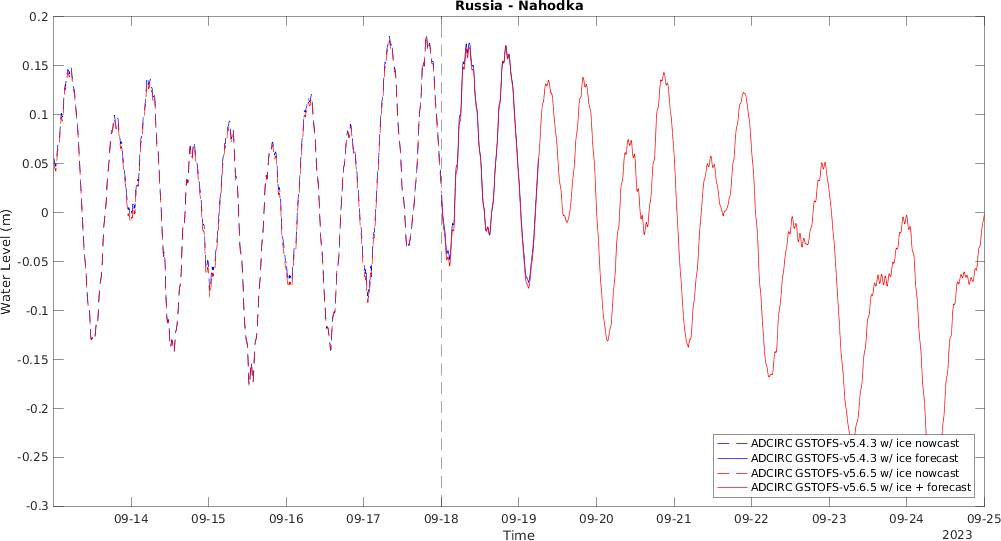 Russia - Nahodka
0.2
0.15
0.1
0.05
0
-0.05
-0.1
-0.15
-0.2
-0.25
-0.3
Water Level (m)
ADCIRC GSTOFS-v5.4.3 w/ ice nowcast
ADCIRC GSTOFS-v5.4.3 w/ ice forecast
ADCIRC GSTOFS-v5.6.5 w/ ice nowcast
ADCIRC GSTOFS-v5.6.5 w/ ice + forecast
09-14 09-15 09-16 09-17 09-18 09-19 09-20 09-21 09-22 09-23 09-24 09-25
Time
2023